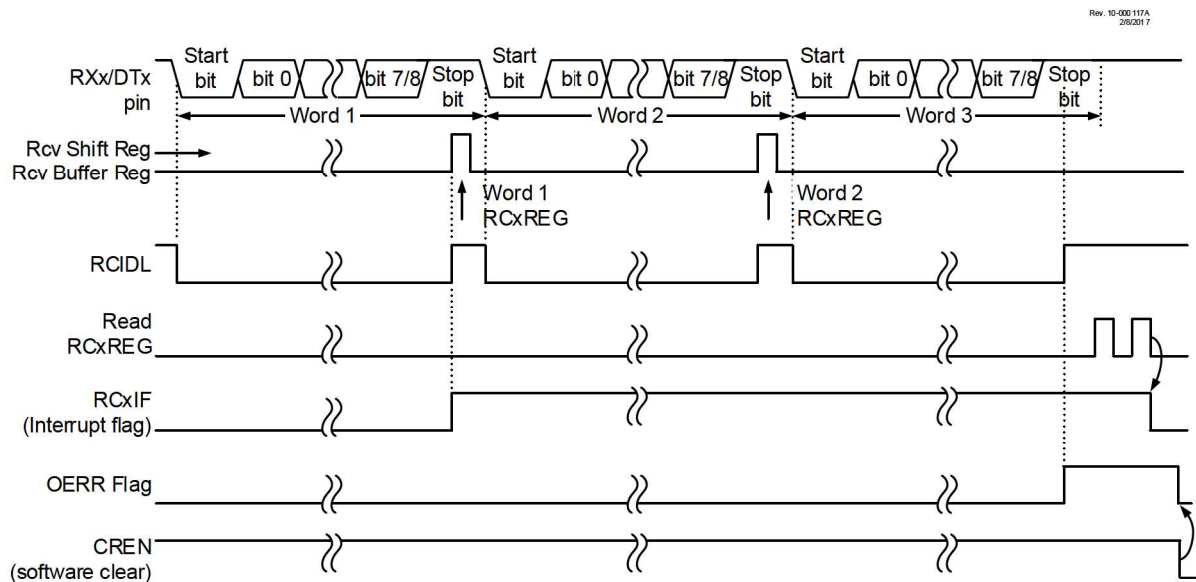 Rev. 10-000 117A
2/8/2017
RXx/DTx
pin
Start
bit
bit 0
bit 7/8
Stop
bit
Start
bit
bit 0
bit 7/8
Stop
bit
Start
bit
bit 0
bit 7/8
Stop
bit
Word 1
Word 2
Word 3
Rcv Shift Reg
Rcv Buffer Reg
Word 1
RCxREG
Word 2
RCxREG
RCIDL
Read
RCxREG
RCxIF
(Interrupt flag)
OERR Flag
CREN
(software clear)